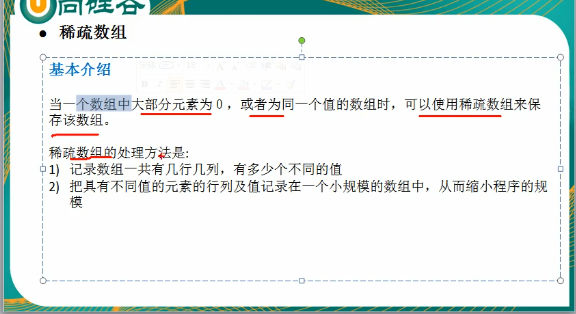 尚硅谷
● 稀疏数组
基本介绍
当一个数组中大部分元素为０，或者为同一个值的数组时，可以使用稀疏数组来保
存该数组。
稀疏数组的处理方法是:
1) 记录数组一共有几行几列，有多少个不同的值
2) 把具有不同值的元素的行列及值记录在一个小规模的数组中，从而缩小程序的规
模